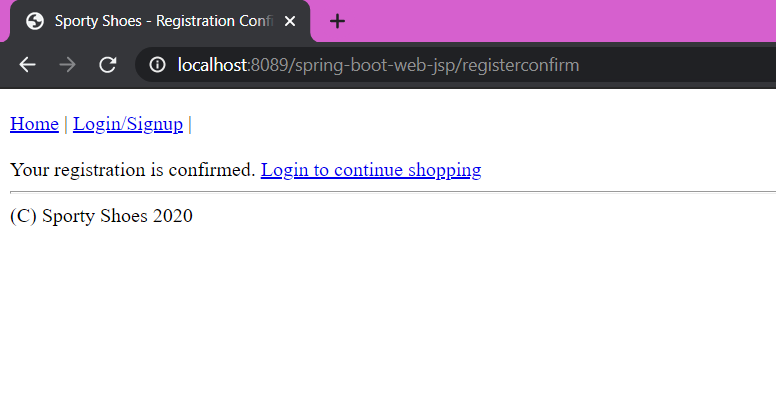 Sporty Shoes - Registration Confi
localhost:8089/spring-boot-web-jsp/registerconfirm
Home | Login/Signup |
Your registration is confirmed. Login to continue shopping
(C) Sporty Shoes 2020